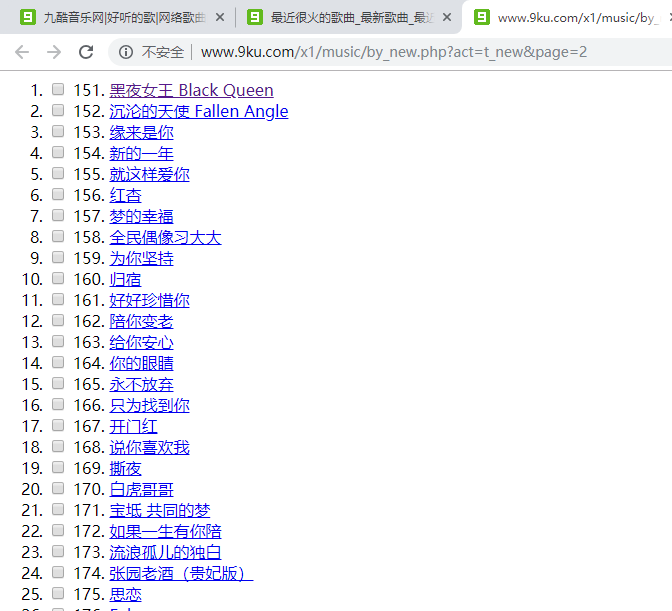 九酷音乐网|好听的歌|网络歌曲
最近很火的歌曲_最新歌曲_最近
www.9ku.com/x1/music/by_
不安全 www.9ku.com/x1/music/by_new.php?act=t_new&page=2
1. 151. 黑夜女王 Black Queen
2. 152. 沉沦的天使 Fallen Angle
3. 153. 缘来是你
4. 154. 新的一年
5. 155. 就这样爱你
6. 156. 红杏
7. 157. 梦的幸福
8. 158. 全民偶像习大大
9. 159. 为你坚持
10. 160. 归宿
11. 161. 好好珍惜你
12. 162. 陪你变老
13. 163. 给你安心
14. 164. 你的眼睛
15. 165. 永不放弃
16. 166. 只为找到你
17. 167. 开门红
18. 168. 说你喜欢我
19. 169. 撕夜
20. 170. 白虎哥哥
21. 171. 宝坻 共同的梦
22. 172. 如果一生有你陪
23. 173. 流浪孤儿的独白
24. 174. 张园老酒（贵妃版）
25. 175. 思恋